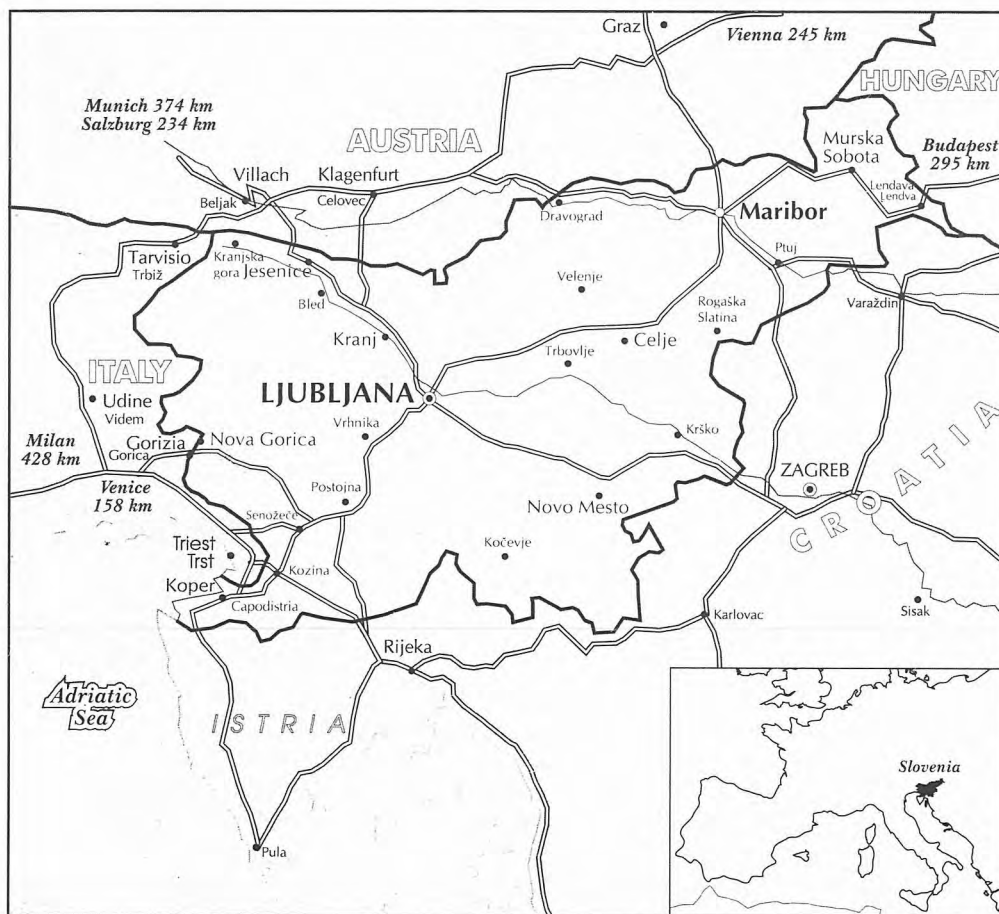 Graz
Vienna 245 km
HUNGARY
Munich 374 km
Salzburg 234 km
AUSTRIA
Murska
Sobota
Budapest
295 km
Villach
Klagenfurt
Beljak
Celovec
Lendava
Lendva
Dravograd
Maribor
Tarvisio
Trbiž
Kranjska
gora
Jesenice
Ptuj
Bled
Velenje
Varaždin
Rogaška
Slatina
Kranj
Celje
Trbovlje
ITALY
LJUBLJANA
Udine
Videm
Vrhnika
Krško
Milan
428 km
Gorizia
Gorica
Nova Gorica
Venice
158 km
Postojna
ZAGREB
CROATIA
Novo Mesto
Senožeče
Triest
Trst
Kočevje
Koper
Kozina
Capodistria
Karlovac
Sisak
Rijeka
Adriatic
Sea
ISTRIA
Slovenia
Pula